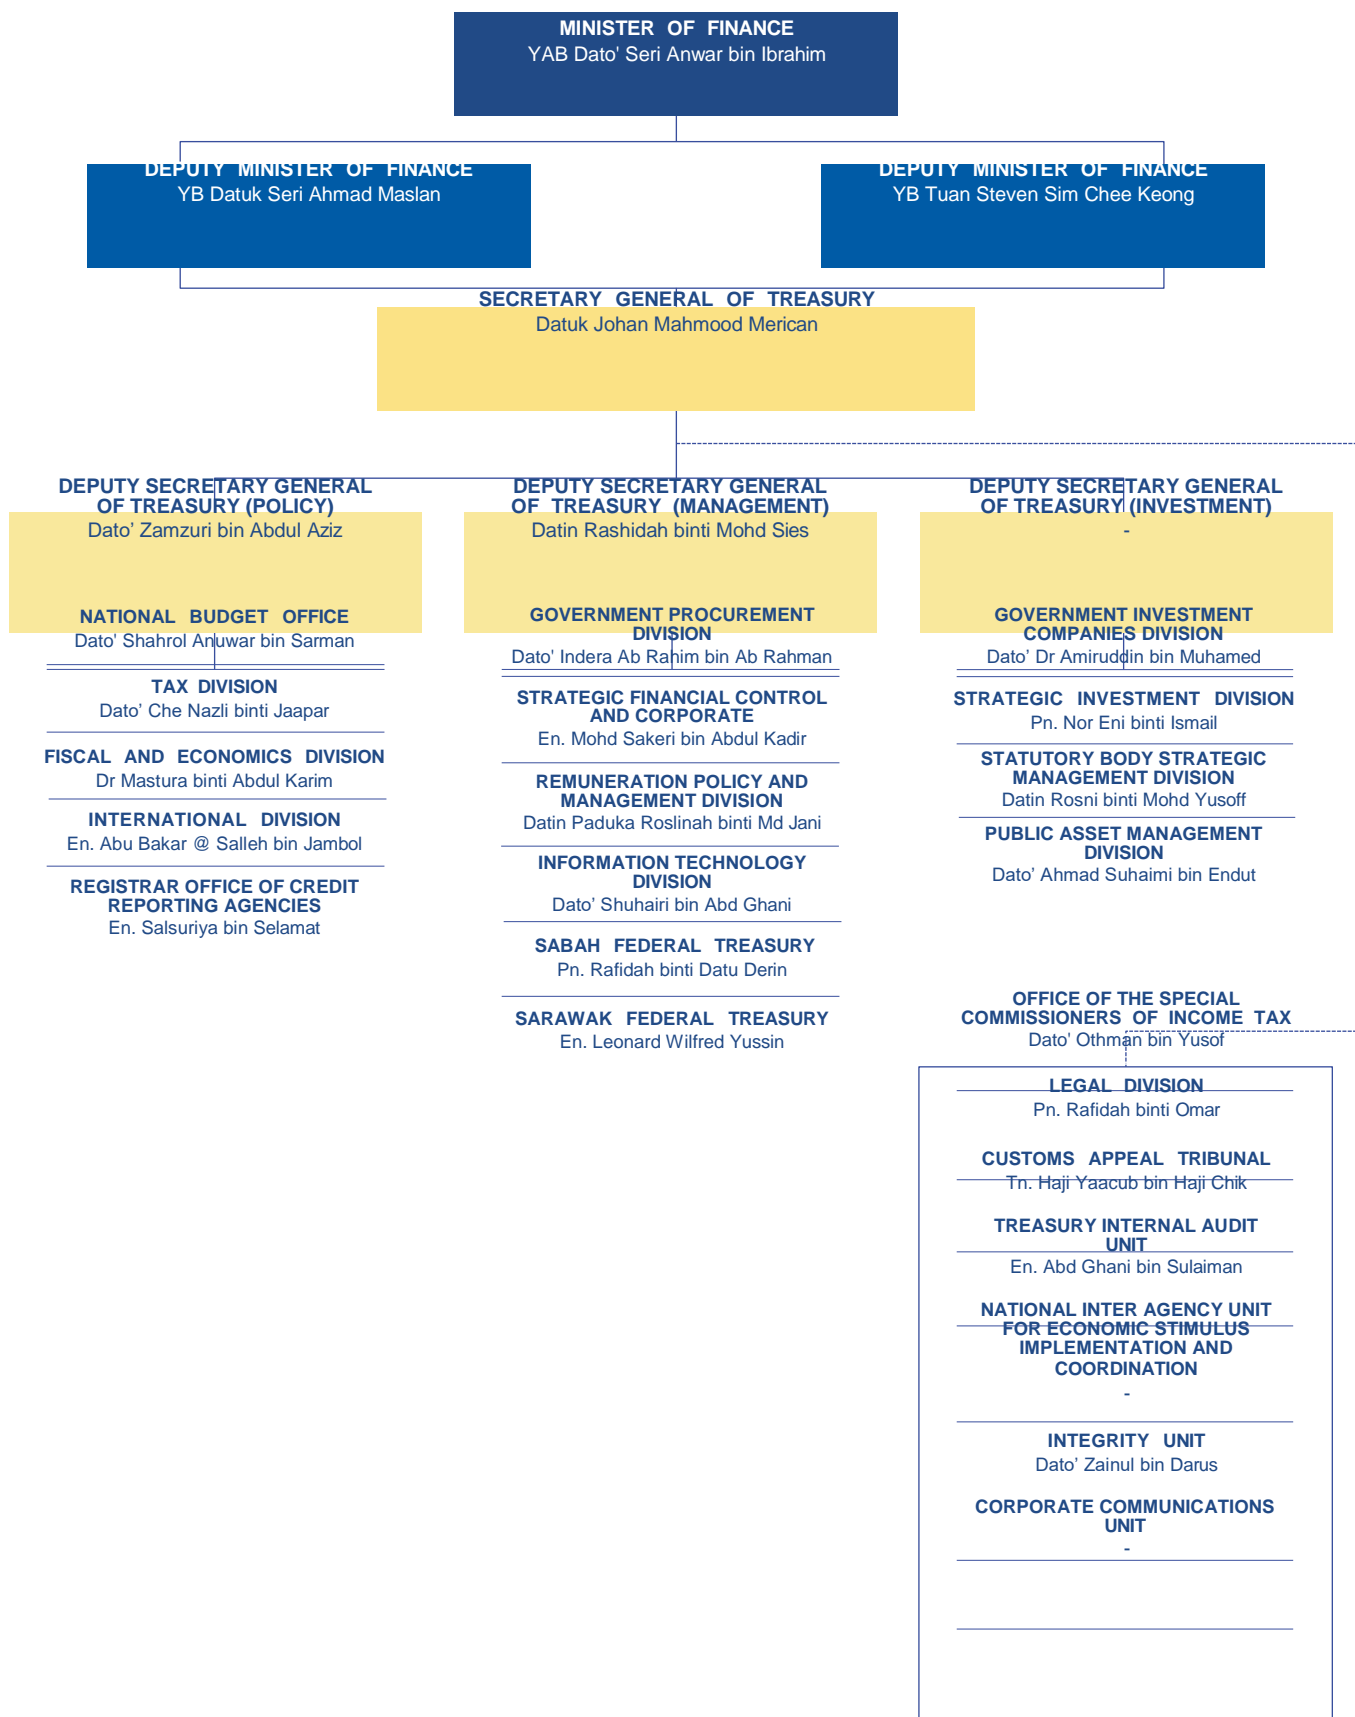 MINISTER OF FINANCE
YAB Dato' Seri Anwar bin Ibrahim
DEPUTY MINISTER OF FINANCE
YB Datuk Seri Ahmad Maslan
DEPUTY MINISTER OF FINANCE
YB Tuan Steven Sim Chee Keong
SECRETARY GENERAL OF TREASURY
Datuk Johan Mahmood Merican
DEPUTY SECRETARY GENERAL
OF TREASURY (POLICY)
Dato’ Zamzuri bin Abdul Aziz
NATIONAL BUDGET OFFICE
Dato' Shahrol Anuwar bin Sarman
TAX DIVISION
Dato’ Che Nazli binti Jaapar
FISCAL AND ECONOMICS DIVISION
Dr Mastura binti Abdul Karim
INTERNATIONAL DIVISION
En. Abu Bakar @ Salleh bin Jambol
REGISTRAR OFFICE OF CREDIT
REPORTING AGENCIES
En. Salsuriya bin Selamat
DEPUTY SECRETARY GENERAL
OF TREASURY (MANAGEMENT)
Datin Rashidah binti Mohd Sies
GOVERNMENT PROCUREMENT
DIVISION
Dato' Indera Ab Rahim bin Ab Rahman
STRATEGIC FINANCIAL CONTROL
AND CORPORATE
En. Mohd Sakeri bin Abdul Kadir
REMUNERATION POLICY AND
MANAGEMENT DIVISION
Datin Paduka Roslinah binti Md Jani
INFORMATION TECHNOLOGY
DIVISION
Dato’ Shuhairi bin Abd Ghani
SABAH FEDERAL TREASURY
Pn. Rafidah binti Datu Derin
SARAWAK FEDERAL TREASURY
En. Leonard Wilfred Yussin
DEPUTY SECRETARY GENERAL
OF TREASURY (INVESTMENT)
-
GOVERNMENT INVESTMENT
COMPANIES DIVISION
Dato’ Dr Amiruddin bin Muhamed
STRATEGIC INVESTMENT DIVISION
Pn. Nor Eni binti Ismail
STATUTORY BODY STRATEGIC
MANAGEMENT DIVISION
Datin Rosni binti Mohd Yusoff
PUBLIC ASSET MANAGEMENT
DIVISION
Dato’ Ahmad Suhaimi bin Endut
OFFICE OF THE SPECIAL
COMMISSIONERS OF INCOME TAX
Dato' Othman bin Yusof
LEGAL DIVISION
Pn. Rafidah binti Omar
CUSTOMS APPEAL TRIBUNAL
Tn. Haji Yaacub bin Haji Chik
TREASURY INTERNAL AUDIT
UNIT
En. Abd Ghani bin Sulaiman
NATIONAL INTER AGENCY UNIT
FOR ECONOMIC STIMULUS
IMPLEMENTATION AND
COORDINATION
-
INTEGRITY UNIT
Dato’ Zainul bin Darus
CORPORATE COMMUNICATIONS
UNIT
-